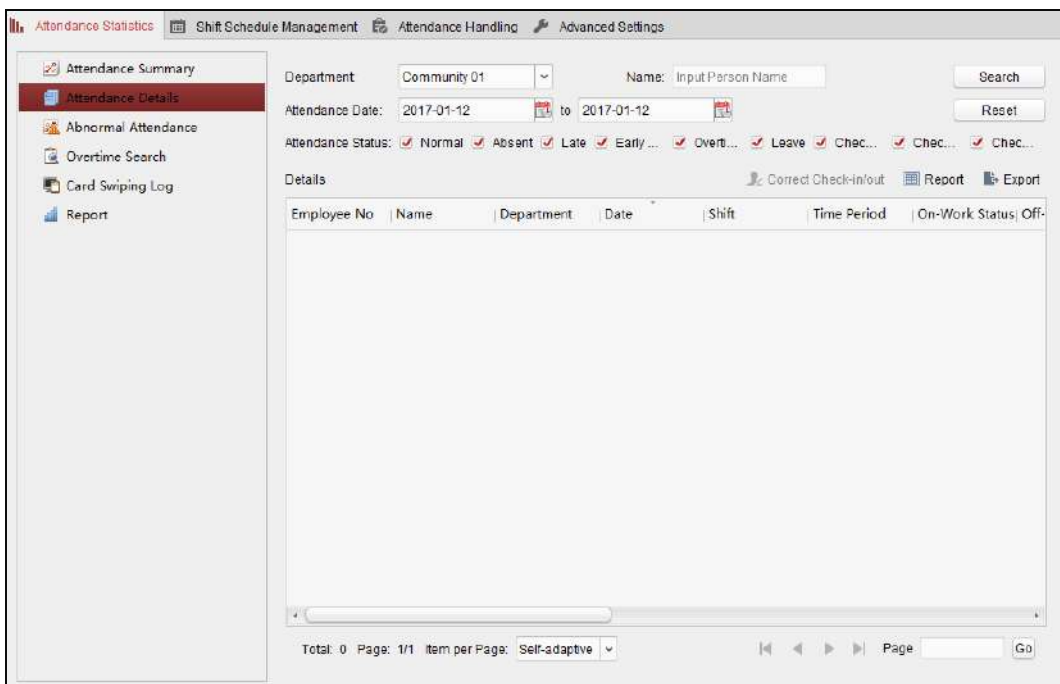 Attendance Statistics Shift Schedule Management Attendance Handling Advanced Settings
Attendance Summary
Attendance Details
Abnormal Attendance
Overtime Search
Card Swiping Log
Report
Department Community 01 Name: Input Person Name Search
Attendance Date: 2017-01-12 to 2017-01-12 Reset
Attendance Status: Normal Absent Late Early ... Overti... Leave Chec... Chec... Chec...
Details Correct Check-in/out Report Export
Employee No Name Department Date Shift Time Period On-Work Status Off-
Total: 0 Page: 1/1 Item per Page: Self-adaptive Page Go